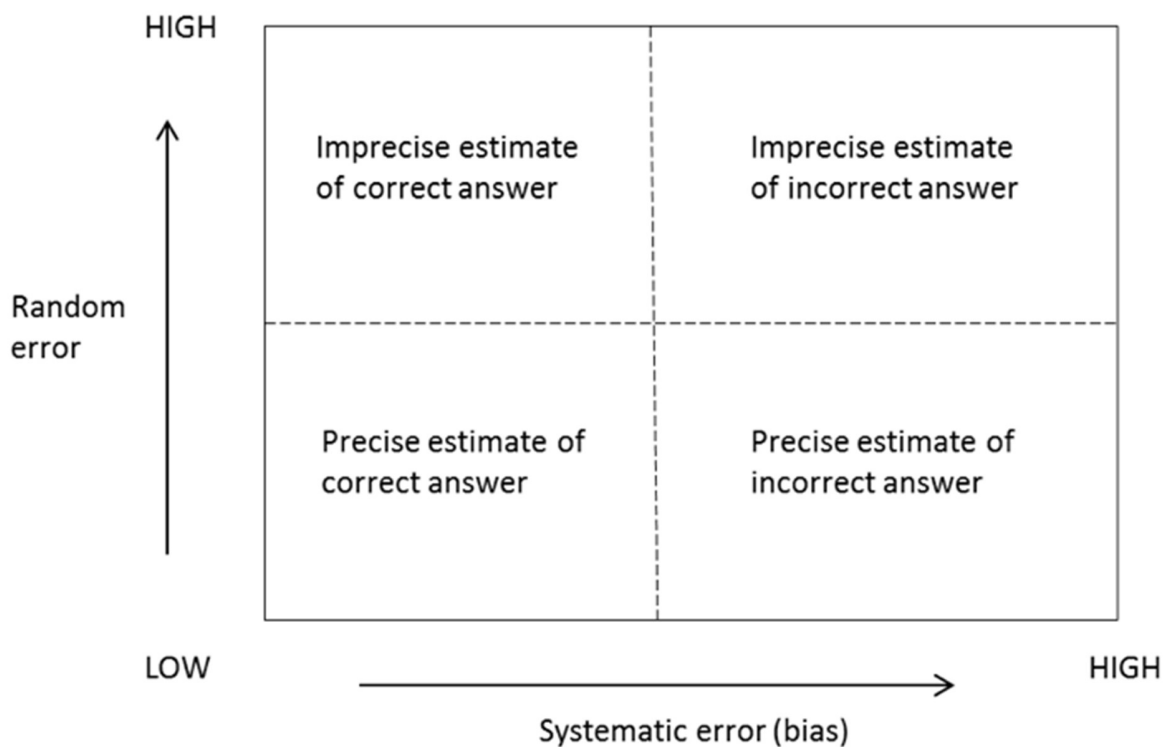 HIGH
Imprecise estimate
of correct answer
Imprecise estimate
of incorrect answer
Random
error
Precise estimate of
correct answer
Precise estimate of
incorrect answer
LOW
HIGH
Systematic error (bias)